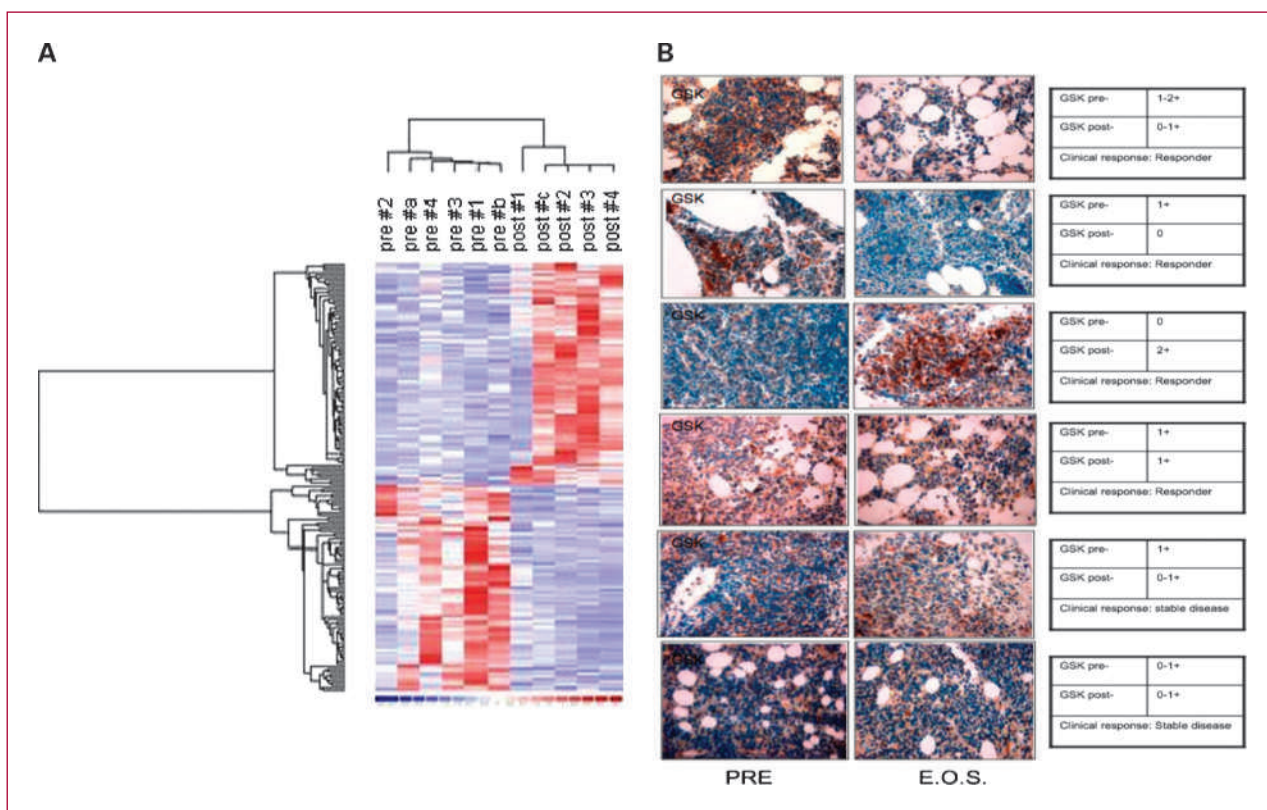 A
B
pre #2
pre #a
pre #4
pre #3
pre #1
pre #b
post #1
post #c
post #2
post #3
post #4
GSK
GSK pre- 1-2+
GSK post- 0-1+
Clinical response: Responder
GSK
GSK pre- 1+
GSK post- 0
Clinical response: Responder
GSK
GSK pre- 0
GSK post- 2+
Clinical response: Responder
GSK
GSK pre- 1+
GSK post- 1+
Clinical response: Responder
GSK
GSK pre- 1+
GSK post- 0-1+
Clinical response: stable disease
GSK
GSK pre- 0-1+
GSK post- 0-1+
Clinical response: Stable disease
PRE E.O.S.